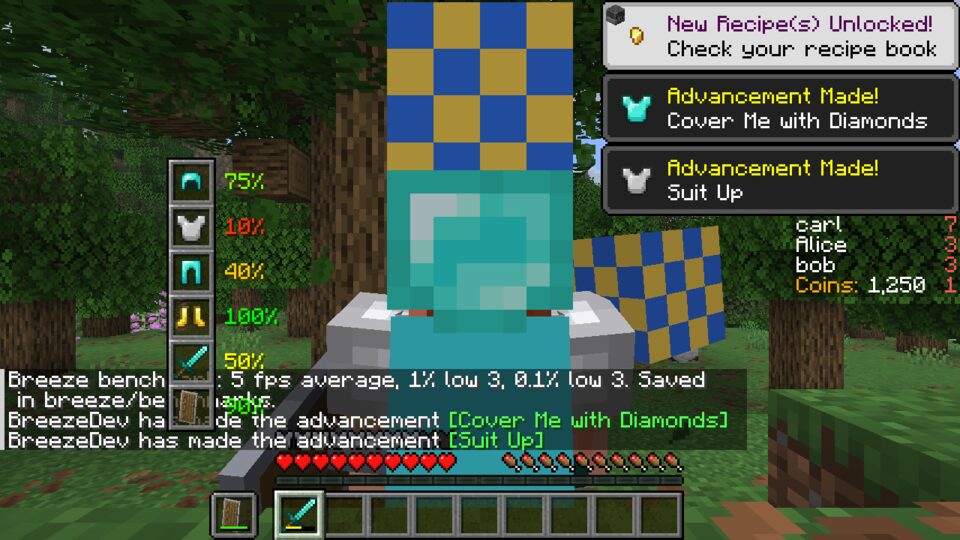 New Recipe(s) Unlocked!
Check your recipe book
Advancement Made!
Cover Me with Diamonds
Advancement Made!
Suit Up
carl 7
Alice 3
bob 3
Coins: 1,250 1
75%
10%
40%
100%
50%
90%
Breeze bench : 5 fps average, 1% low 3, 0.1% low 3. Saved
in breeze/be marks.
BreezeDev ha de the advancement [Cover Me with Diamonds]
BreezeDev has made the advancement [Suit Up]